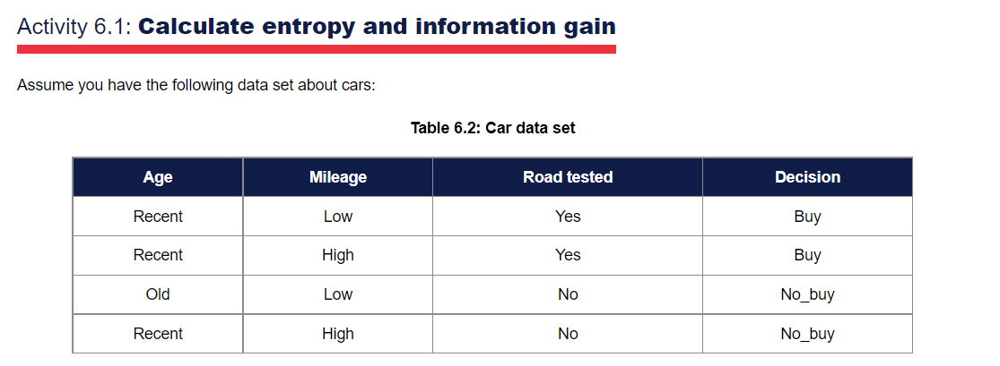 Activity 6.1: Calculate entropy and information gain
Assume you have the following data set about cars:
Table 6.2: Car data set
Age Mileage Road tested Decision
Recent Low Yes Buy
Recent High Yes Buy
Old Low No No_buy
Recent High No No_buy